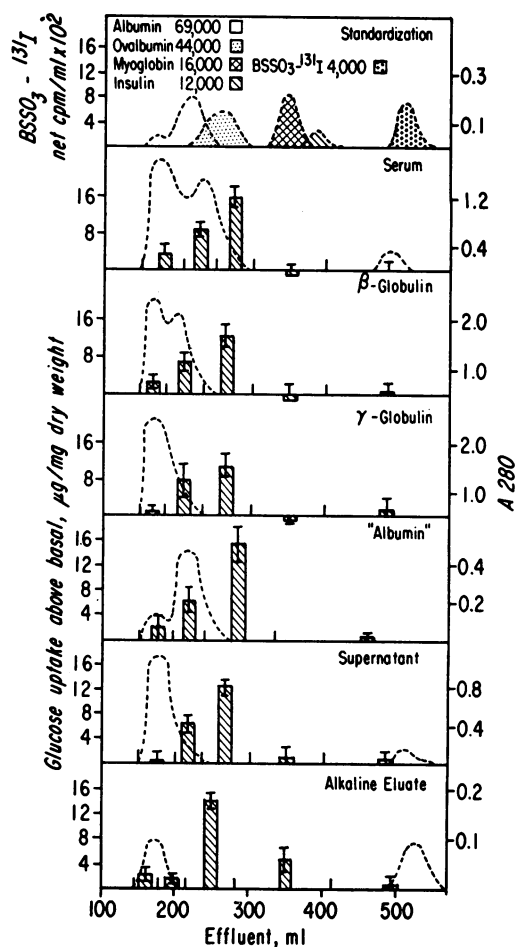 BSSO3 - 131I
net cpm/ml x 10²
16
12
8
4
Albumin 69,000
Ovalbumin 44,000
Myoglobin 16,000
Insulin 12,000
BSSO3-131I 4,000
Standardization
0.3
0.1
Serum
16
8
1.2
0.4
β-Globulin
16
8
2.0
1.0
γ-Globulin
16
8
2.0
1.0
"Albumin"
16
12
8
4
0.4
0.2
Supernatant
16
12
8
4
0.8
0.4
Alkaline Eluate
16
12
8
4
0.2
0.1
Glucose uptake above basal, μg/mg dry weight
A 280
100 200 300 400 500
Effluent, ml